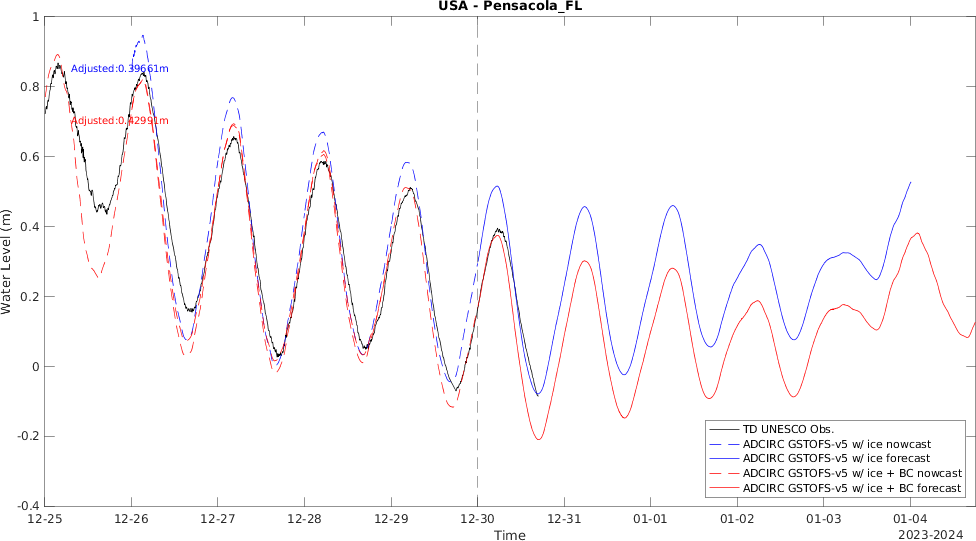 USA - Pensacola_FL
Water Level (m)
1
0.8
0.6
0.4
0.2
0
-0.2
-0.4
Adjusted:0.39661m
Adjusted:0.42991m
TD UNESCO Obs.
ADCIRC GSTOFS-v5 w/ ice nowcast
ADCIRC GSTOFS-v5 w/ ice forecast
ADCIRC GSTOFS-v5 w/ ice + BC nowcast
ADCIRC GSTOFS-v5 w/ ice + BC forecast
12-25 12-26 12-27 12-28 12-29 12-30 12-31 01-01 01-02 01-03 01-04
Time
2023-2024